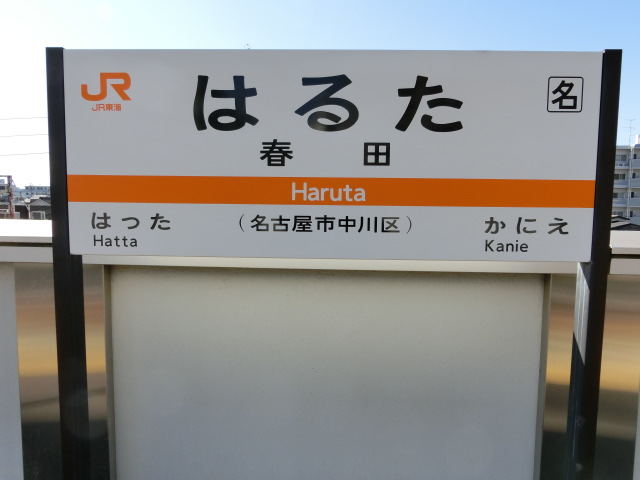 JR
JR東海
はるた
名
春田
Haruta
はった
Hatta
(名古屋市中川区)
かにえ
Kanie